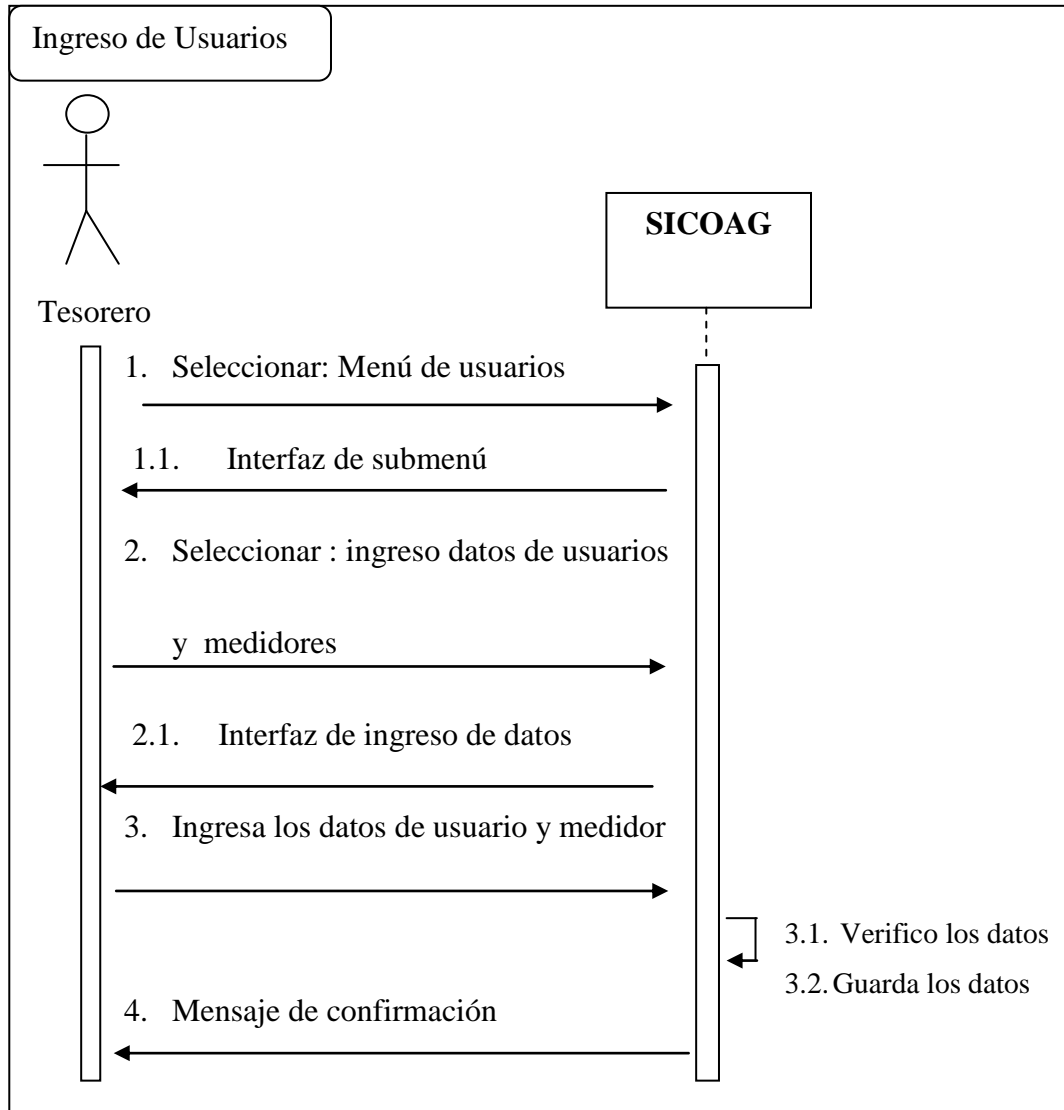 Ingreso de Usuarios
SICOAG
Tesorero
1. Seleccionar: Menú de usuarios
1.1. Interfaz de submenú
2. Seleccionar : ingreso datos de usuarios
y medidores
2.1. Interfaz de ingreso de datos
3. Ingresa los datos de usuario y medidor
3.1. Verifico los datos
3.2. Guarda los datos
4. Mensaje de confirmación